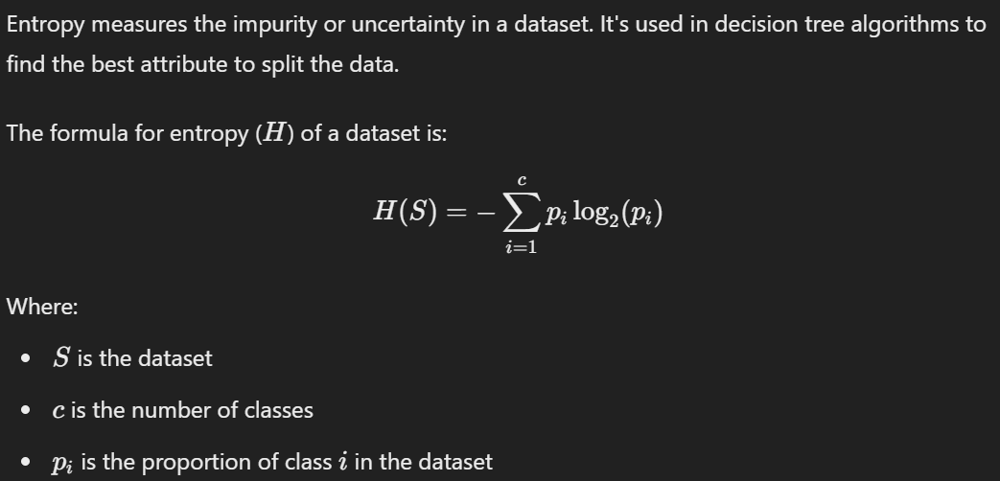 Entropy measures the impurity or uncertainty in a dataset. It's used in decision tree algorithms to
find the best attribute to split the data.
The formula for entropy (H) of a dataset is:
H(S) = − ∑_{i=1}^{c} p_i log_2(p_i)
Where:
• S is the dataset
• c is the number of classes
• p_i is the proportion of class i in the dataset